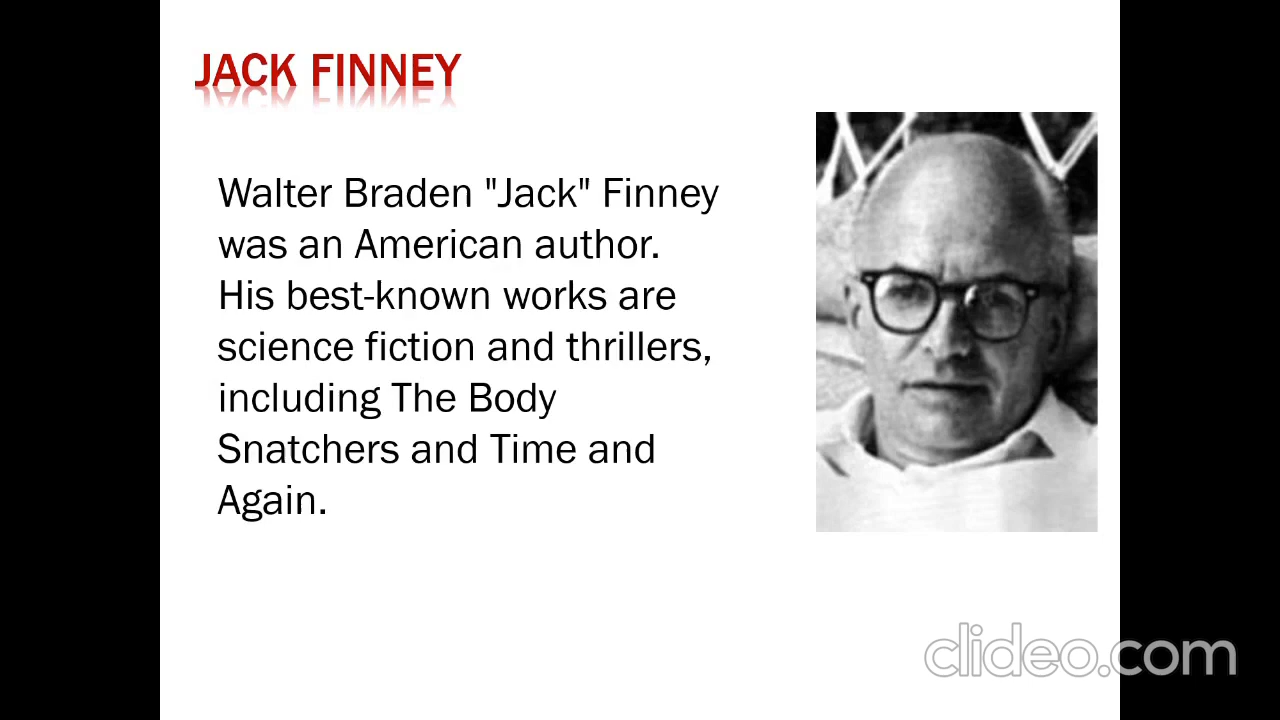 JACK FINNEY
Walter Braden "Jack" Finney
was an American author.
His best-known works are
science fiction and thrillers,
including The Body
Snatchers and Time and
Again.
clideo.com